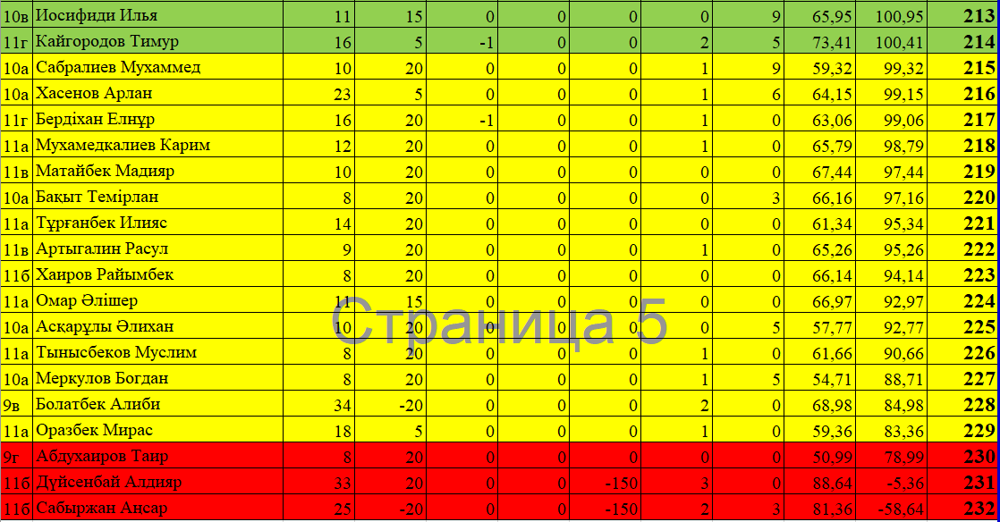 10в Иосифиди Илья 11 15 0 0 0 0 9 65,95 100,95 213
11г Кайгородов Тимур 16 5 -1 0 0 2 5 73,41 100,41 214
10а Сабралиев Мухаммед 10 20 0 0 0 1 9 59,32 99,32 215
10а Хасенов Арлан 23 5 0 0 0 1 6 64,15 99,15 216
11г Бердіхан Елнұр 16 20 -1 0 0 1 0 63,06 99,06 217
11а Мухамедкалиев Карим 12 20 0 0 0 1 0 65,79 98,79 218
11в Матайбек Мадияр 10 20 0 0 0 0 0 67,44 97,44 219
10а Бақыт Темірлан 8 20 0 0 0 0 3 66,16 97,16 220
11а Тұрғанбек Илияс 14 20 0 0 0 0 0 61,34 95,34 221
11в Артыгалин Расул 9 20 0 0 0 1 0 65,26 95,26 222
11б Хаиров Райымбек 8 20 0 0 0 0 0 66,14 94,14 223
11а Омар Әлішер 11 15 0 0 0 0 0 66,97 92,97 224
Страница 5
10а Асқарұлы Әлихан 10 20 0 0 0 0 5 57,77 92,77 225
11а Тынысбеков Муслим 8 20 0 0 0 1 0 61,66 90,66 226
10а Меркулов Богдан 8 20 0 0 0 1 5 54,71 88,71 227
9в Болатбек Алиби 34 -20 0 0 0 2 0 68,98 84,98 228
11а Оразбек Мирас 18 5 0 0 0 1 0 59,36 83,36 229
9г Абдухаиров Таир 8 20 0 0 0 0 0 50,99 78,99 230
11б Дүйсенбай Алдияр 33 20 0 0 -150 3 0 88,64 -5,36 231
11б Сабыржан Аңсар 25 -20 0 0 -150 2 3 81,36 -58,64 232